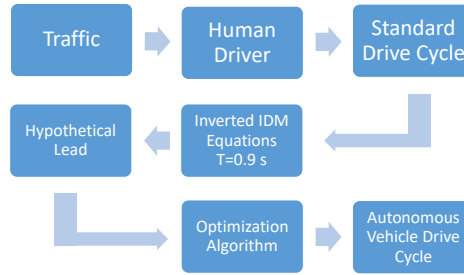 Traffic
Human
Driver
Standard
Drive Cycle
Hypothetical
Lead
Inverted IDM
Equations
T=0.9 s
Optimization
Algorithm
Autonomous
Vehicle Drive
Cycle